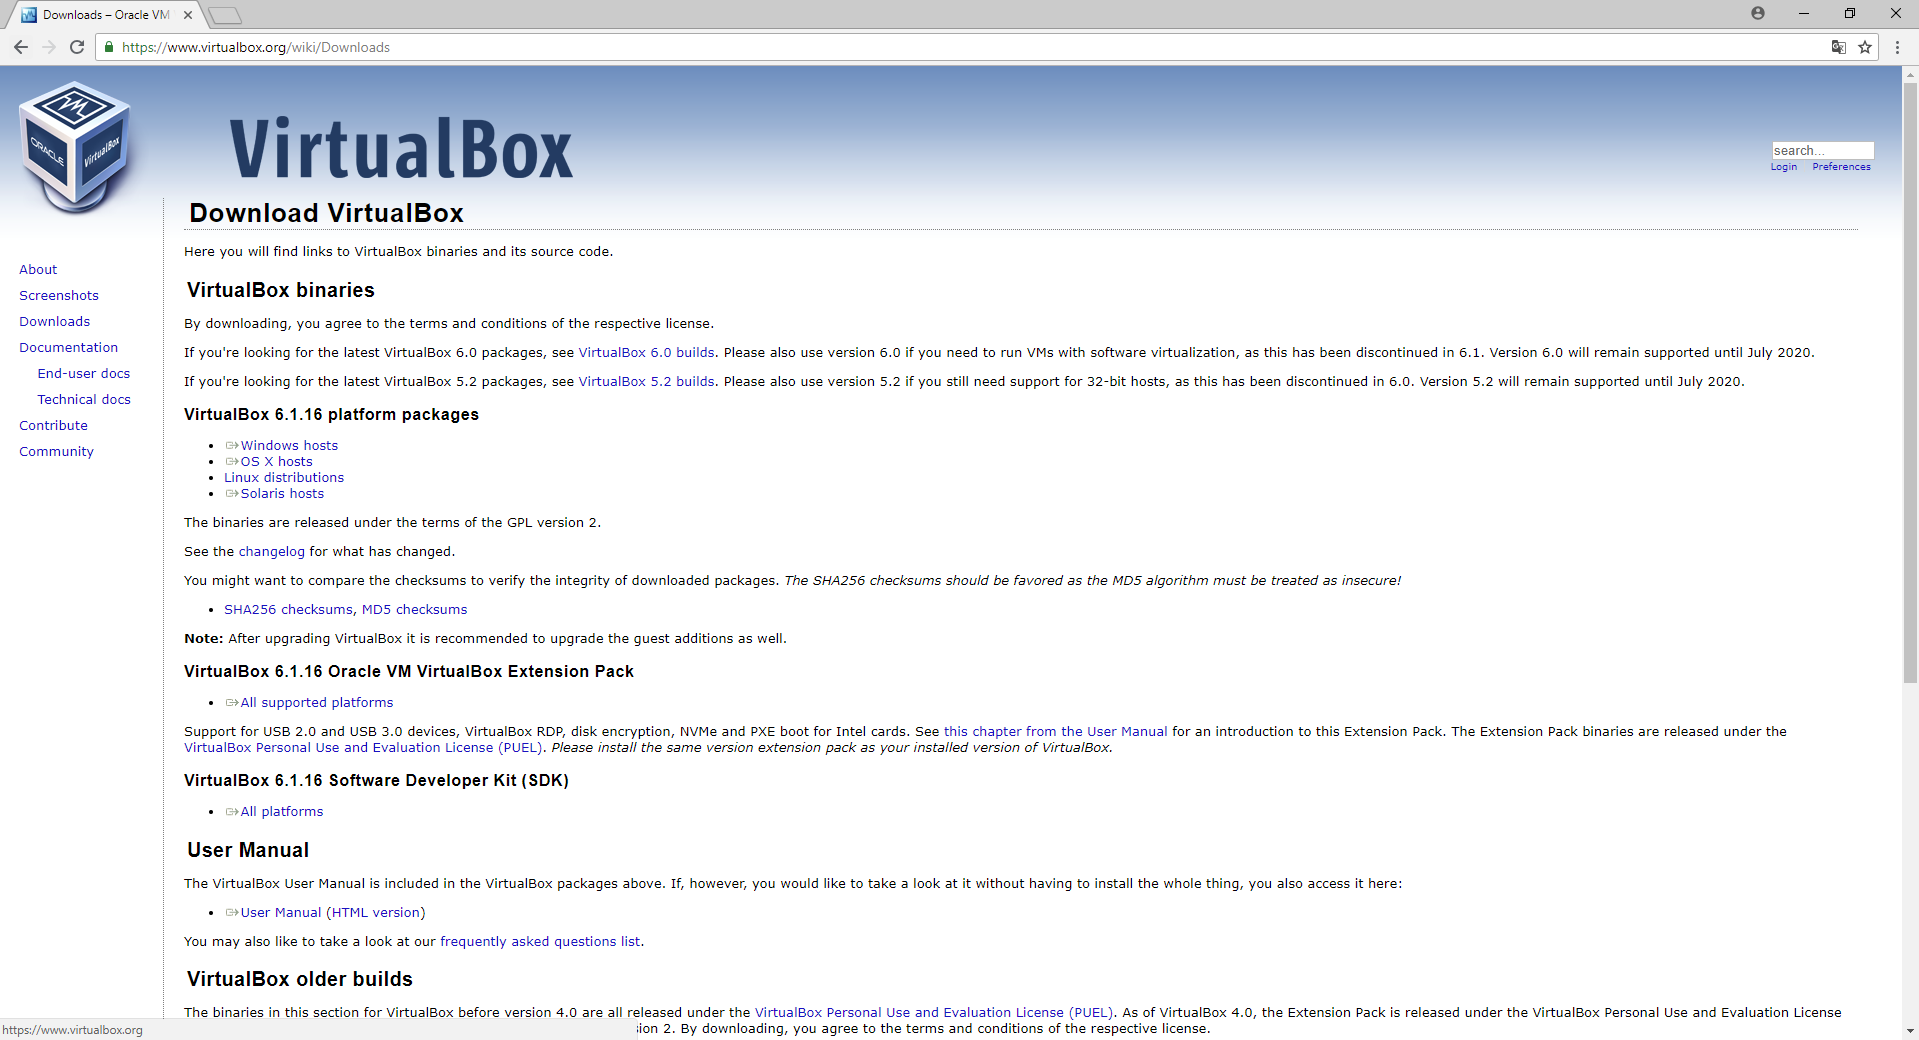 Downloads – Oracle VM
https://www.virtualbox.org/wiki/Downloads
ORACLE
VirtualBox
VirtualBox
search...
Login Preferences
Download VirtualBox
Here you will find links to VirtualBox binaries and its source code.
About
Screenshots
Downloads
Documentation
End-user docs
Technical docs
Contribute
Community
VirtualBox binaries
By downloading, you agree to the terms and conditions of the respective license.
If you're looking for the latest VirtualBox 6.0 packages, see VirtualBox 6.0 builds. Please also use version 6.0 if you need to run VMs with software virtualization, as this has been discontinued in 6.1. Version 6.0 will remain supported until July 2020.
If you're looking for the latest VirtualBox 5.2 packages, see VirtualBox 5.2 builds. Please also use version 5.2 if you still need support for 32-bit hosts, as this has been discontinued in 6.0. Version 5.2 will remain supported until July 2020.
VirtualBox 6.1.16 platform packages
• Windows hosts
• OS X hosts
• Linux distributions
• Solaris hosts
The binaries are released under the terms of the GPL version 2.
See the changelog for what has changed.
You might want to compare the checksums to verify the integrity of downloaded packages. The SHA256 checksums should be favored as the MD5 algorithm must be treated as insecure!
• SHA256 checksums, MD5 checksums
Note: After upgrading VirtualBox it is recommended to upgrade the guest additions as well.
VirtualBox 6.1.16 Oracle VM VirtualBox Extension Pack
• All supported platforms
Support for USB 2.0 and USB 3.0 devices, VirtualBox RDP, disk encryption, NVMe and PXE boot for Intel cards. See this chapter from the User Manual for an introduction to this Extension Pack. The Extension Pack binaries are released under the
VirtualBox Personal Use and Evaluation License (PUEL). Please install the same version extension pack as your installed version of VirtualBox.
VirtualBox 6.1.16 Software Developer Kit (SDK)
• All platforms
User Manual
The VirtualBox User Manual is included in the VirtualBox packages above. If, however, you would like to take a look at it without having to install the whole thing, you also access it here:
• User Manual (HTML version)
You may also like to take a look at our frequently asked questions list.
VirtualBox older builds
The binaries in this section for VirtualBox before version 4.0 are all released under the VirtualBox Personal Use and Evaluation License (PUEL). As of VirtualBox 4.0, the Extension Pack is released under the VirtualBox Personal Use and Evaluation License
https://www.virtualbox.org
sion 2. By downloading, you agree to the terms and conditions of the respective license.